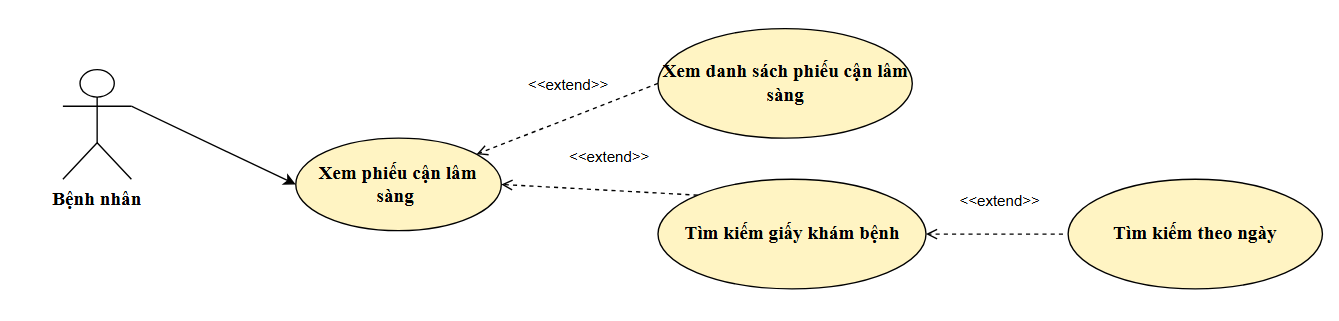 Bệnh nhân
Xem phiếu cận lâm
sàng
<<extend>>
Xem danh sách phiếu cận lâm
sàng
<<extend>>
Tìm kiếm giấy khám bệnh
<<extend>>
Tìm kiếm theo ngày